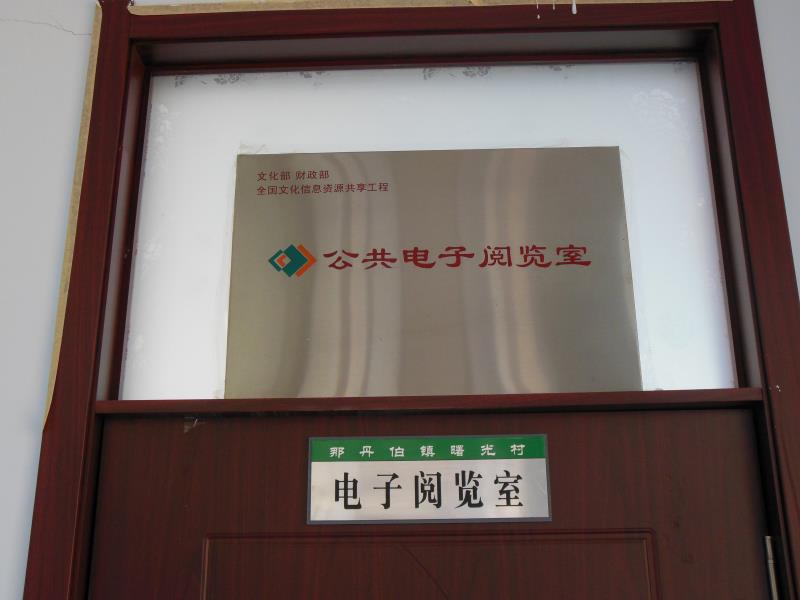 文化部 财政部
全国文化信息资源共享工程
公共电子阅览室
那丹伯镇曙光村
电子阅览室